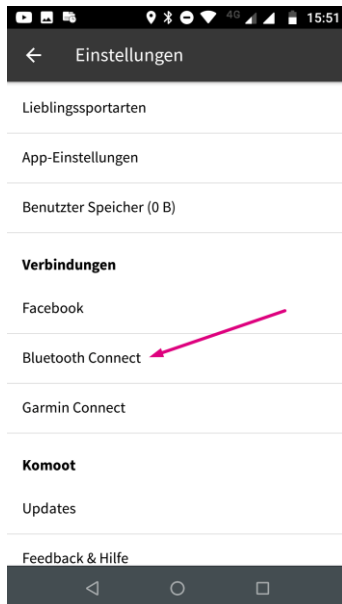 4G 15:51
Einstellungen
Lieblingssportarten
App-Einstellungen
Benutzter Speicher (0 B)
Verbindungen
Facebook
Bluetooth Connect
Garmin Connect
Komoot
Updates
Feedback & Hilfe